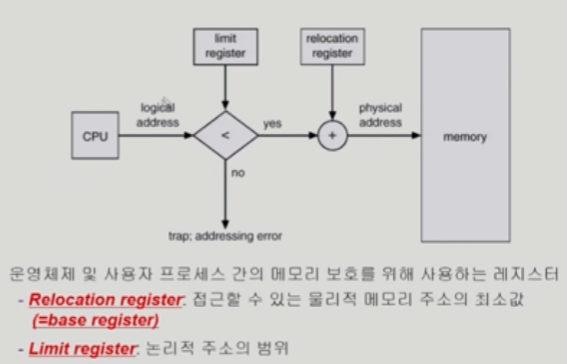 limit
register
relocation
register
logical
address
physical
address
CPU
<
yes
+
memory
no
trap; addressing error
운영체제 및 사용자 프로세스 간의 메모리 보호를 위해 사용하는 레지스터
- Relocation register: 접근할 수 있는 물리적 메모리 주소의 최소값
(=base register)
- Limit register: 논리적 주소의 범위